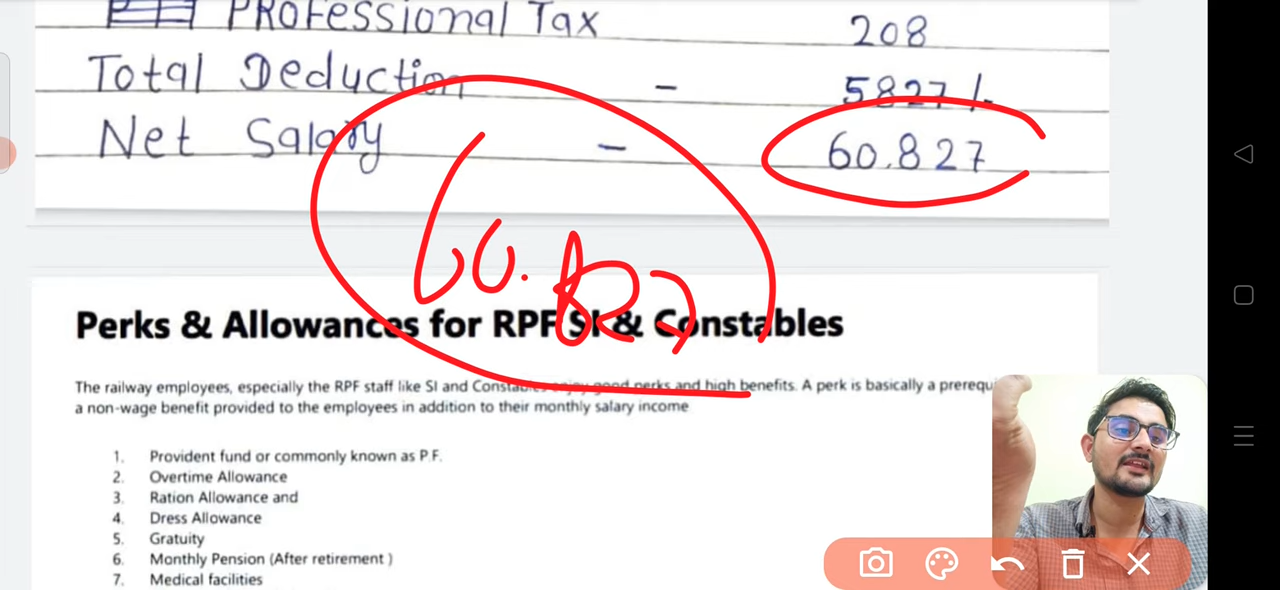 Professional Tax 208
Total Deduction - 5827/-
Net Salary - 60.827
60.827
Perks & Allowances for RPF SI & Constables
The railway employees, especially the RPF staff like SI and Constables enjoy good perks and high benefits. A perk is basically a
a non-wage benefit provided to the employees in addition to their monthly salary income
1. Provident fund or commonly known as P.F.
2. Overtime Allowance
3. Ration Allowance and
4. Dress Allowance
5. Gratuity
6. Monthly Pension (After retirement )
7. Medical facilities